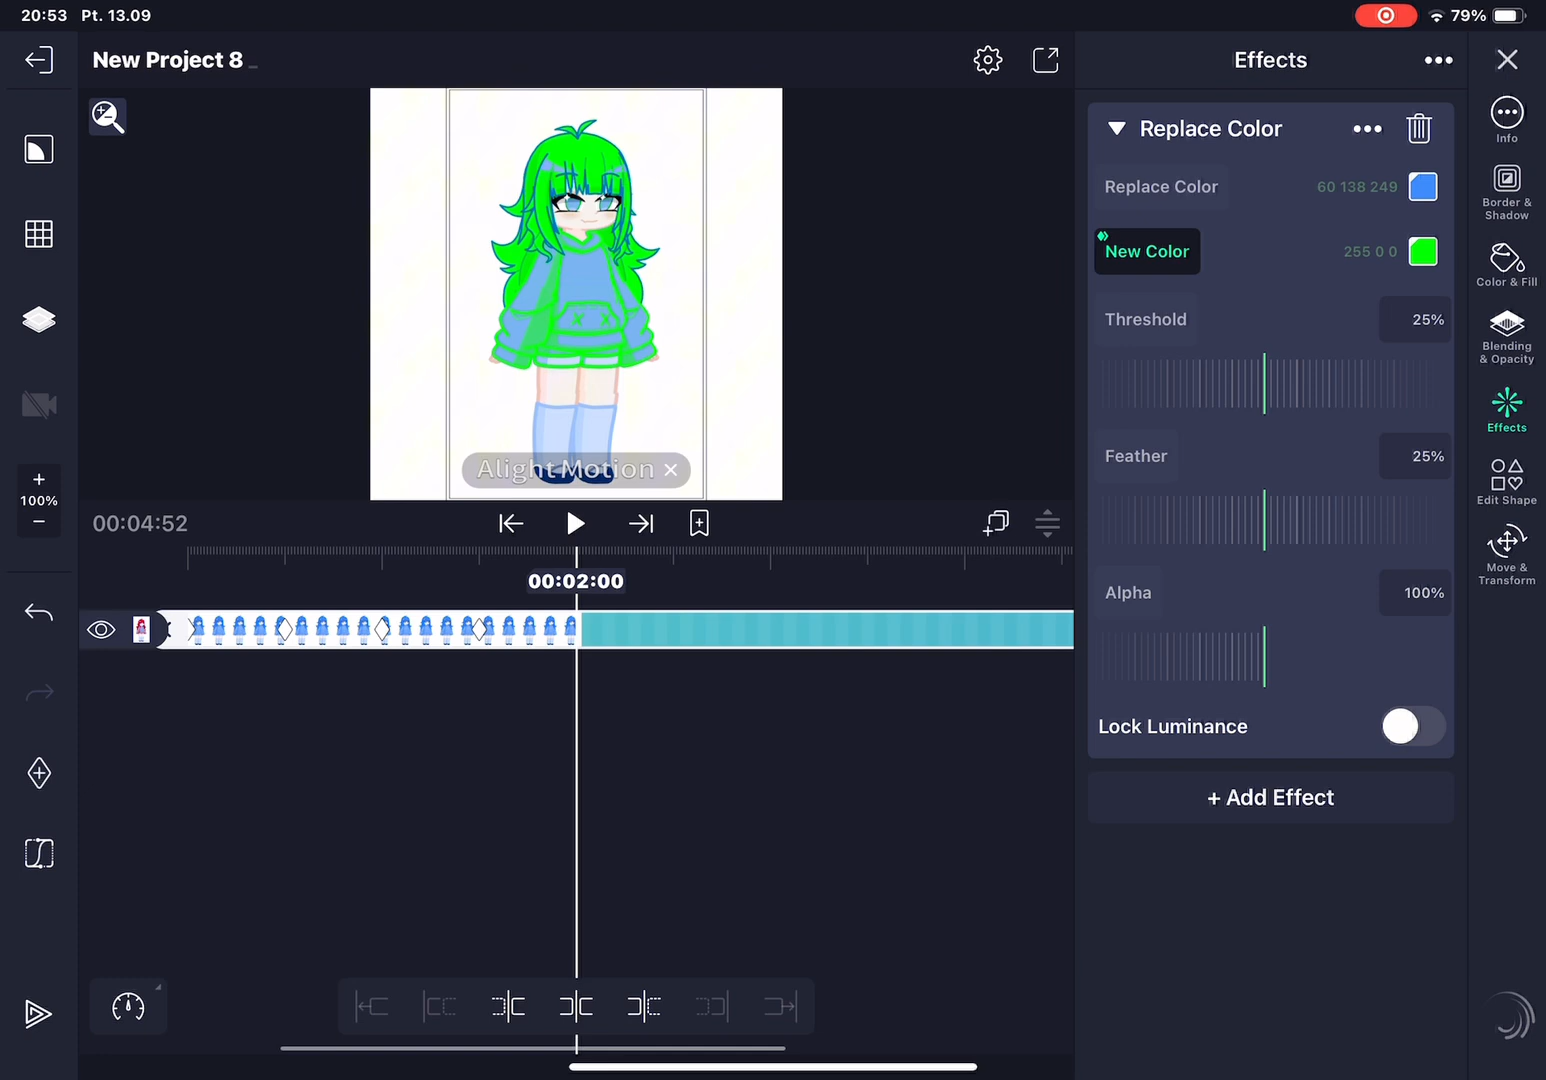 20:53 Pt. 13.09
79%
New Project 8
Effects
Replace Color
Replace Color 60 138 249
New Color 255 0 0
Threshold 25%
Feather 25%
Alpha 100%
Lock Luminance
+ Add Effect
Info
Border &
Shadow
Color & Fill
Blending
& Opacity
Effects
Edit Shape
Move &
Transform
+
100%
−
Alight Motion ×
00:04:52
00:02:00